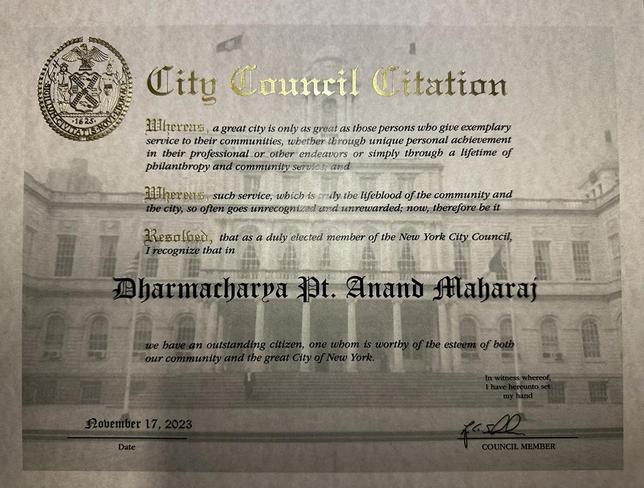 City Council Citation
Whereas, a great city is only as great as those persons who give exemplary
service to their communities, whether through unique personal achievement
in their professional or other endeavors or simply through a lifetime of
philanthropy and community service; and
Whereas, such service, which is truly the lifeblood of the community and
the city, so often goes unrecognized and unrewarded; now, therefore be it
Resolved, that as a duly elected member of the New York City Council,
I recognize that in
Dharmacharya Pt. Anand Maharaj
we have an outstanding citizen, one whom is worthy of the esteem of both
our community and the great City of New York.
In witness whereof,
I have hereunto set
my hand
November 17, 2023
Date
COUNCIL MEMBER
·1625·